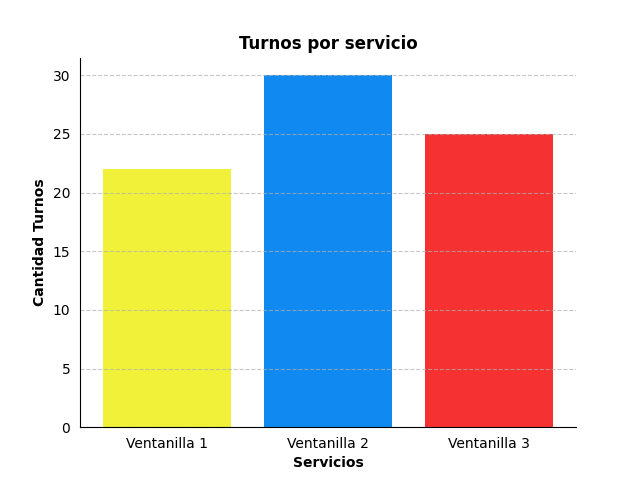 Turnos por servicio
30
25
20
15
10
5
0
Cantidad Turnos
Ventanilla 1
Ventanilla 2
Ventanilla 3
Servicios